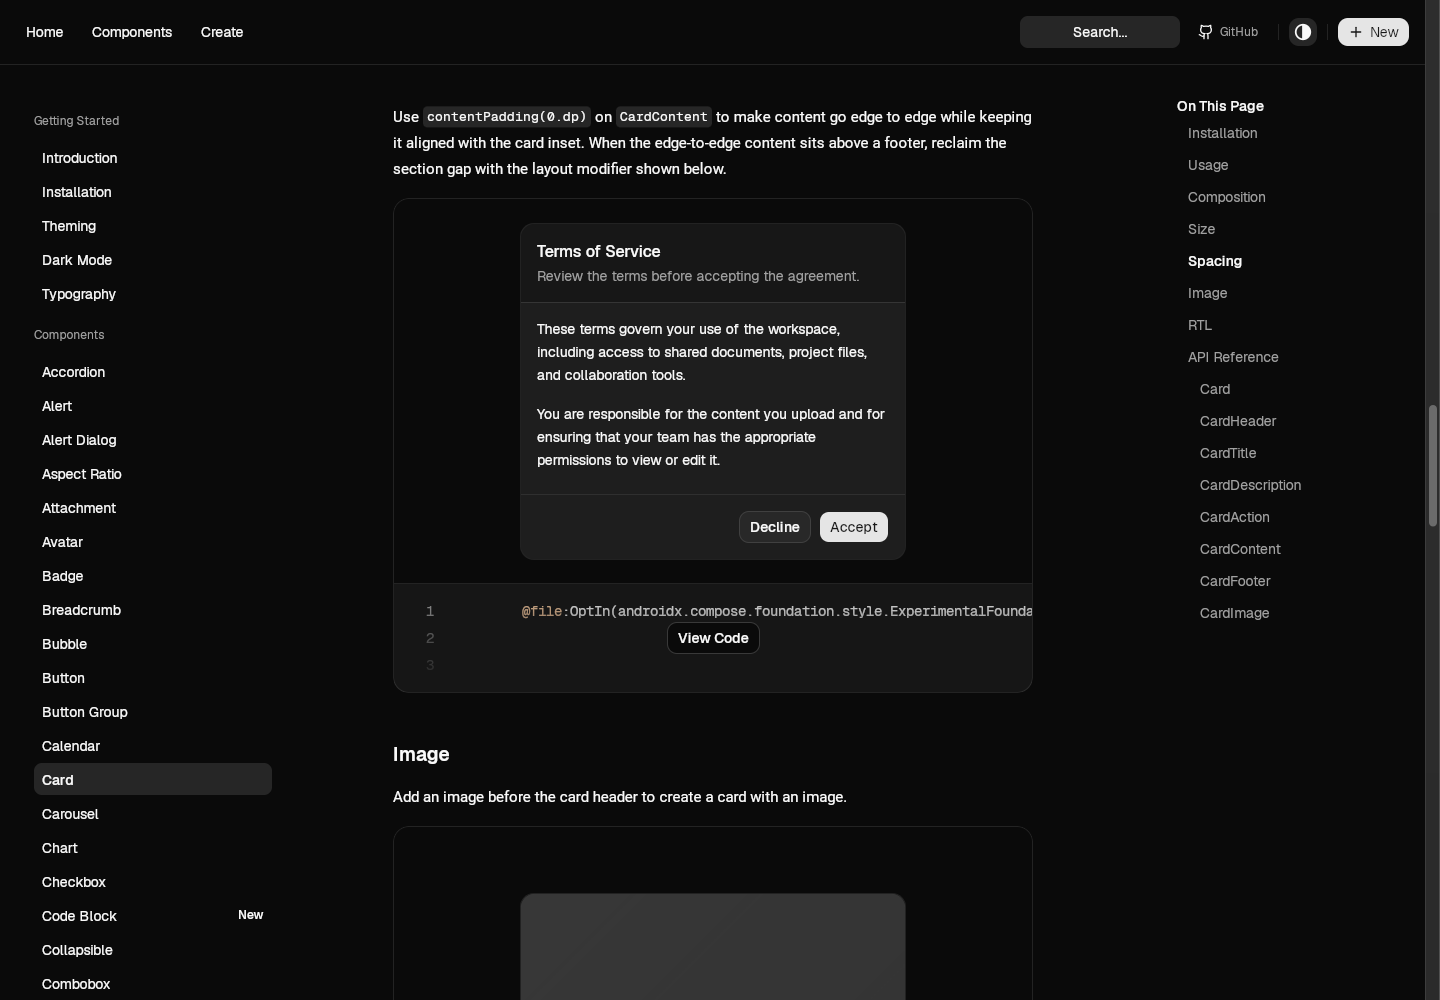 Home
Components
Create
Search...
GitHub
New
Getting Started
Introduction
Installation
Theming
Dark Mode
Typography
Components
Accordion
Alert
Alert Dialog
Aspect Ratio
Attachment
Avatar
Badge
Breadcrumb
Bubble
Button
Button Group
Calendar
Card
Carousel
Chart
Checkbox
Code Block New
Collapsible
Combobox
Use contentPadding(0.dp) on CardContent to make content go edge to edge while keeping
it aligned with the card inset. When the edge-to-edge content sits above a footer, reclaim the
section gap with the layout modifier shown below.
Terms of Service
Review the terms before accepting the agreement.
These terms govern your use of the workspace,
including access to shared documents, project files,
and collaboration tools.
You are responsible for the content you upload and for
ensuring that your team has the appropriate
permissions to view or edit it.
Decline
Accept
1 @file:OptIn(androidx.compose.foundation.style.ExperimentalFounda
2
View Code
3
Image
Add an image before the card header to create a card with an image.
On This Page
Installation
Usage
Composition
Size
Spacing
Image
RTL
API Reference
Card
CardHeader
CardTitle
CardDescription
CardAction
CardContent
CardFooter
CardImage